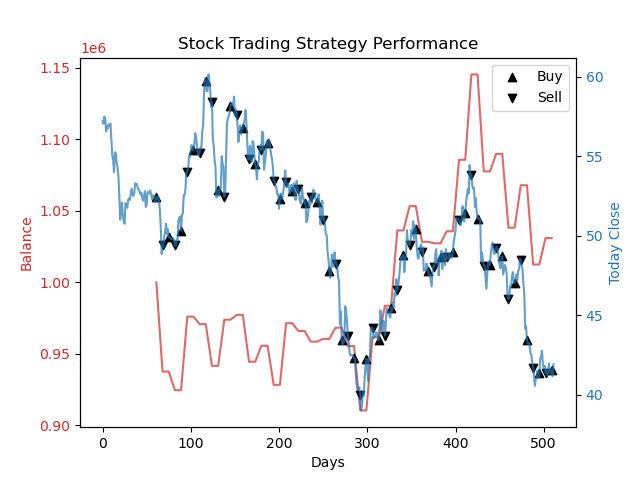 Stock Trading Strategy Performance
1e6
1.15
1.10
1.05
1.00
0.95
0.90
Balance
60
55
50
45
40
Today Close
Buy
Sell
0 100 200 300 400 500
Days